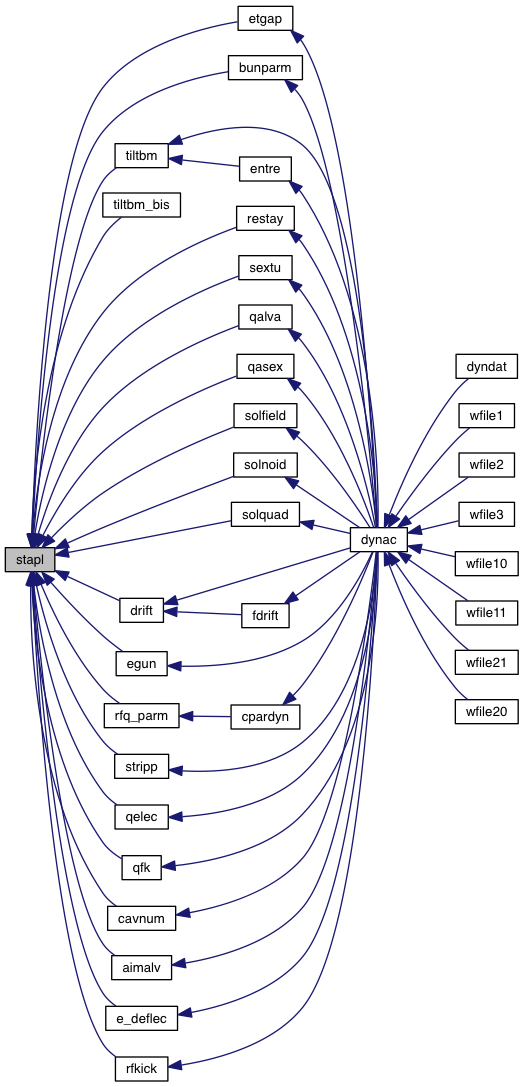 etgap
bunparm
tiltbm
entre
tiltbm_bis
restay
sextu
qalva
qasex
solfield
solnoid
solquad
stapl
dynac
dyndat
wfile1
wfile2
wfile3
wfile10
wfile11
wfile21
wfile20
drift
fdrift
egun
rfq_parm
cpardyn
stripp
qelec
qfk
cavnum
aimalv
e_deflec
rfkick